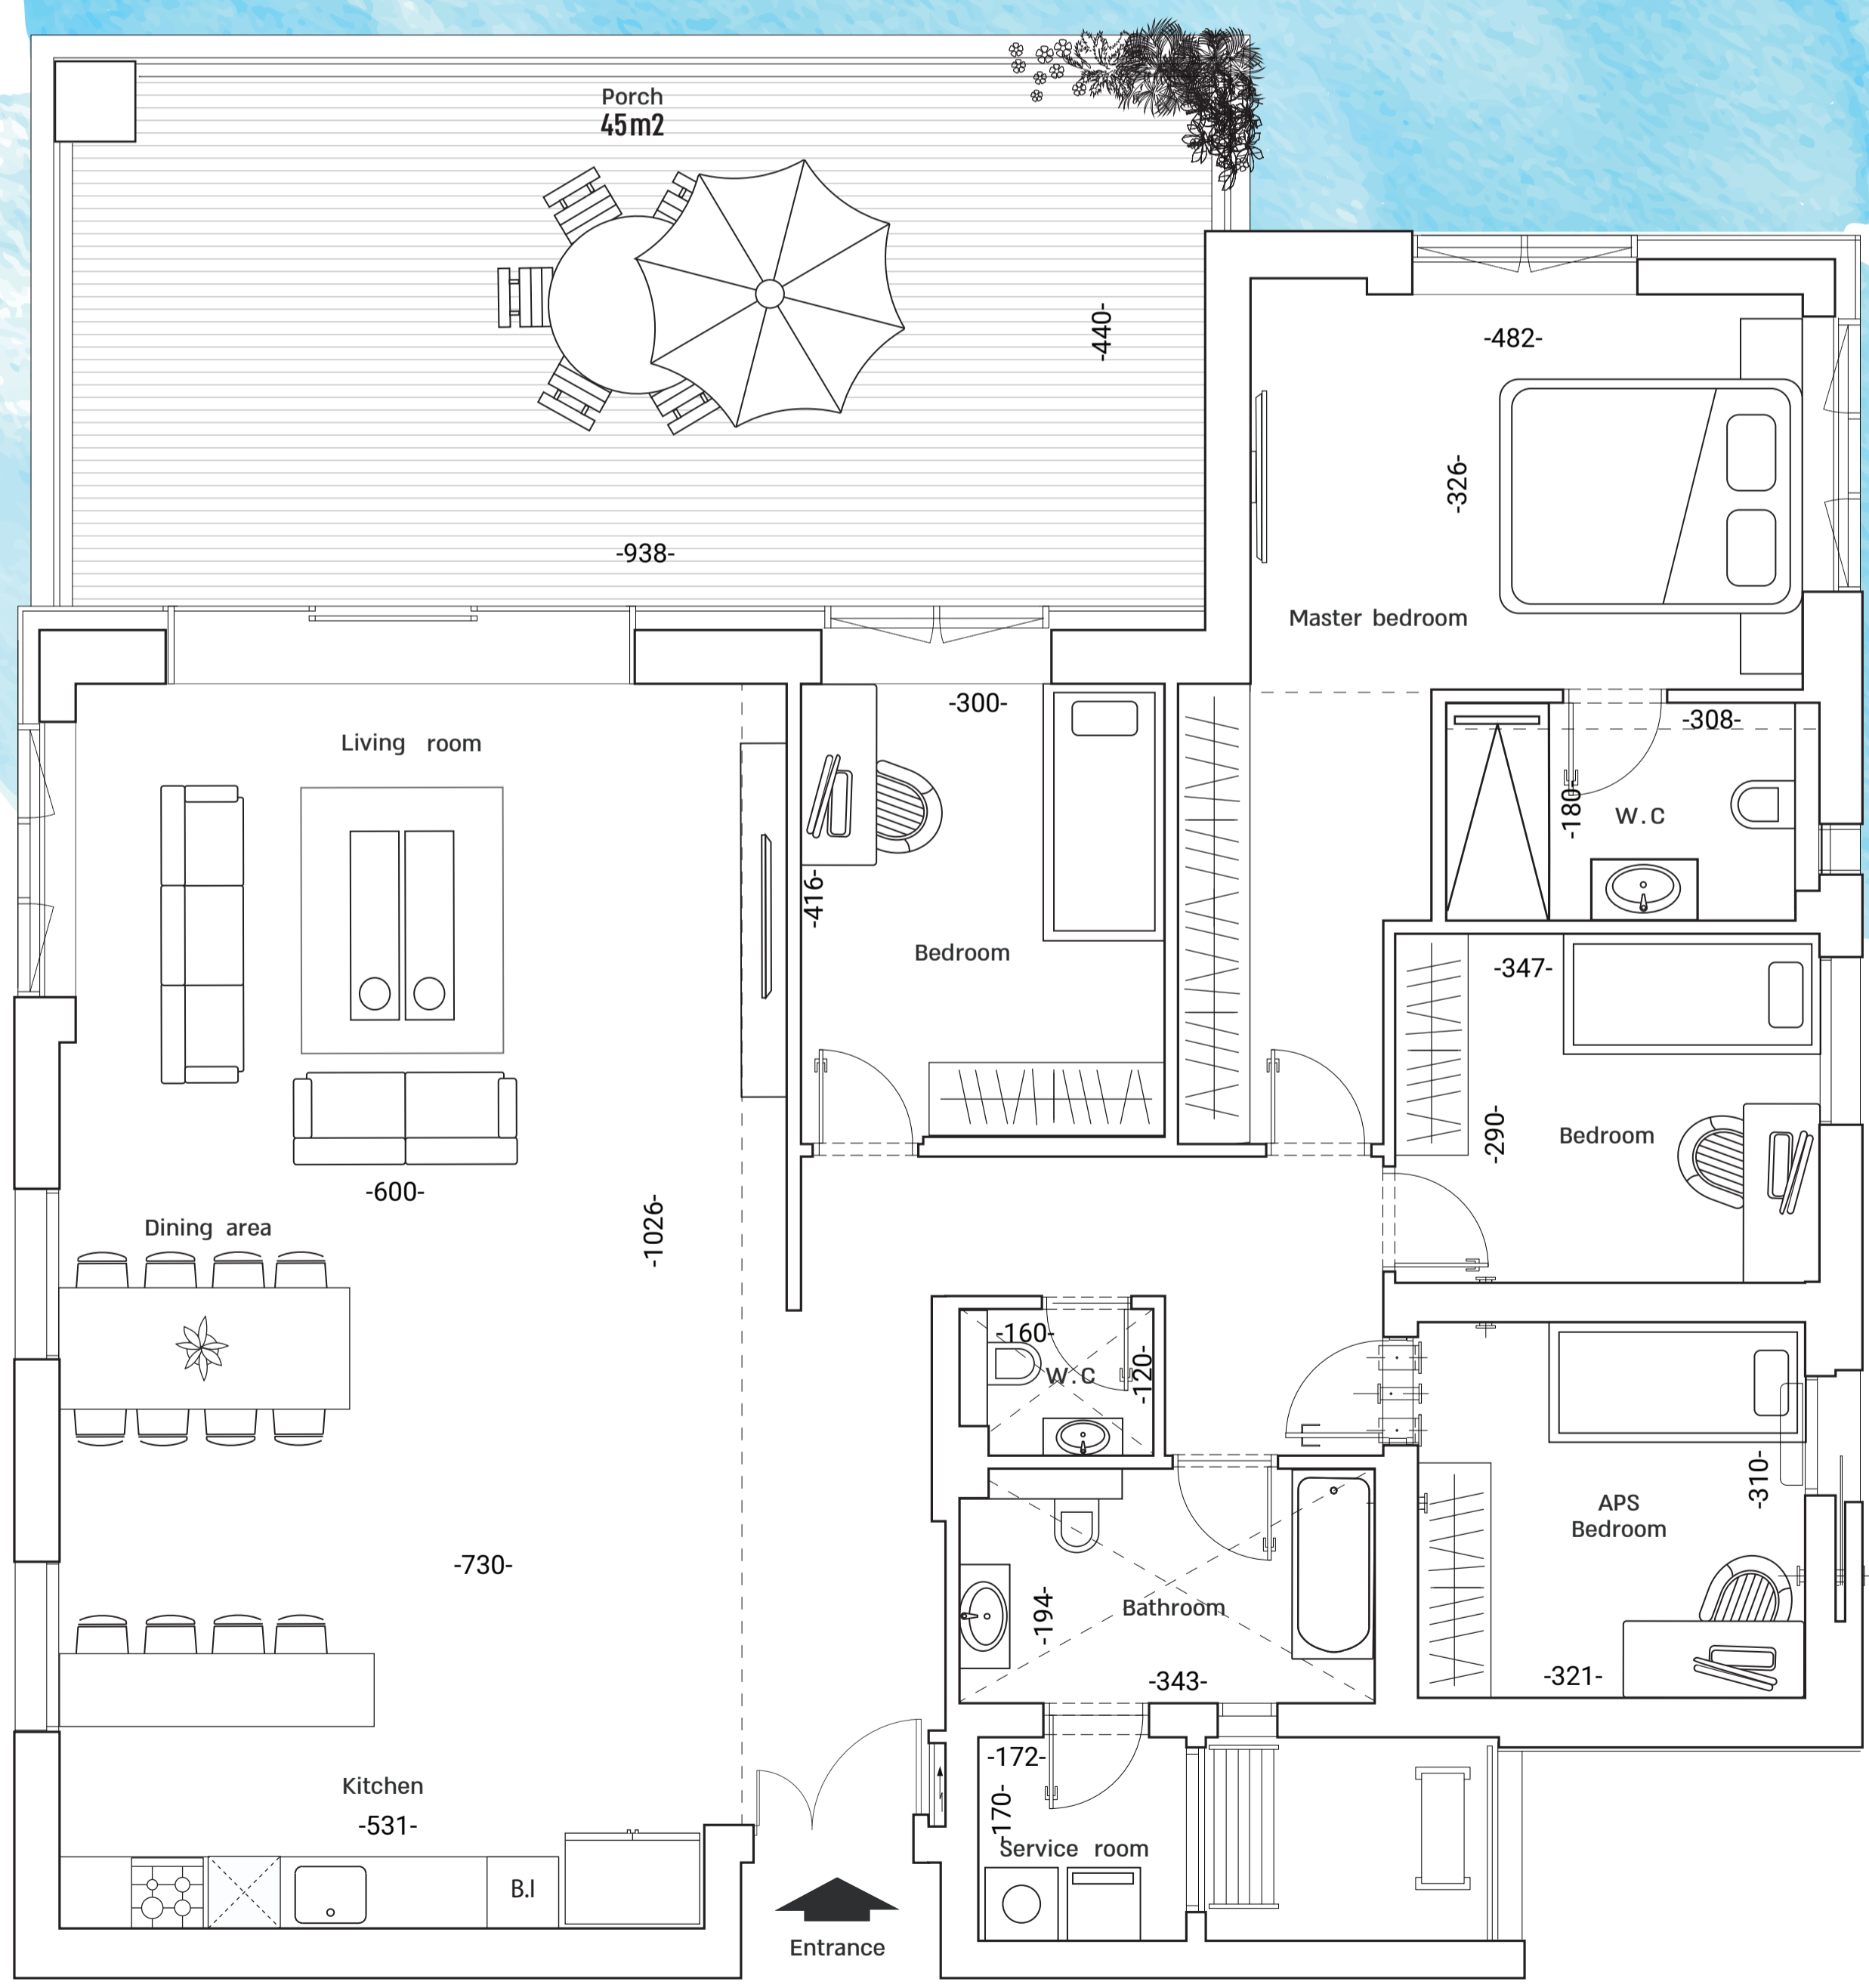 Porch
45m2
-440-
-482-
-326-
-938-
Master bedroom
-300-
-308-
Living room
-180-
W.C
-416-
Bedroom
-347-
-290-
Bedroom
-600-
-1026-
Dining area
-160-
W.C
-120-
-310-
APS
Bedroom
-730-
-194-
Bathroom
-343-
-321-
-172-
Kitchen
-531-
-170-
Service room
B.I
Entrance